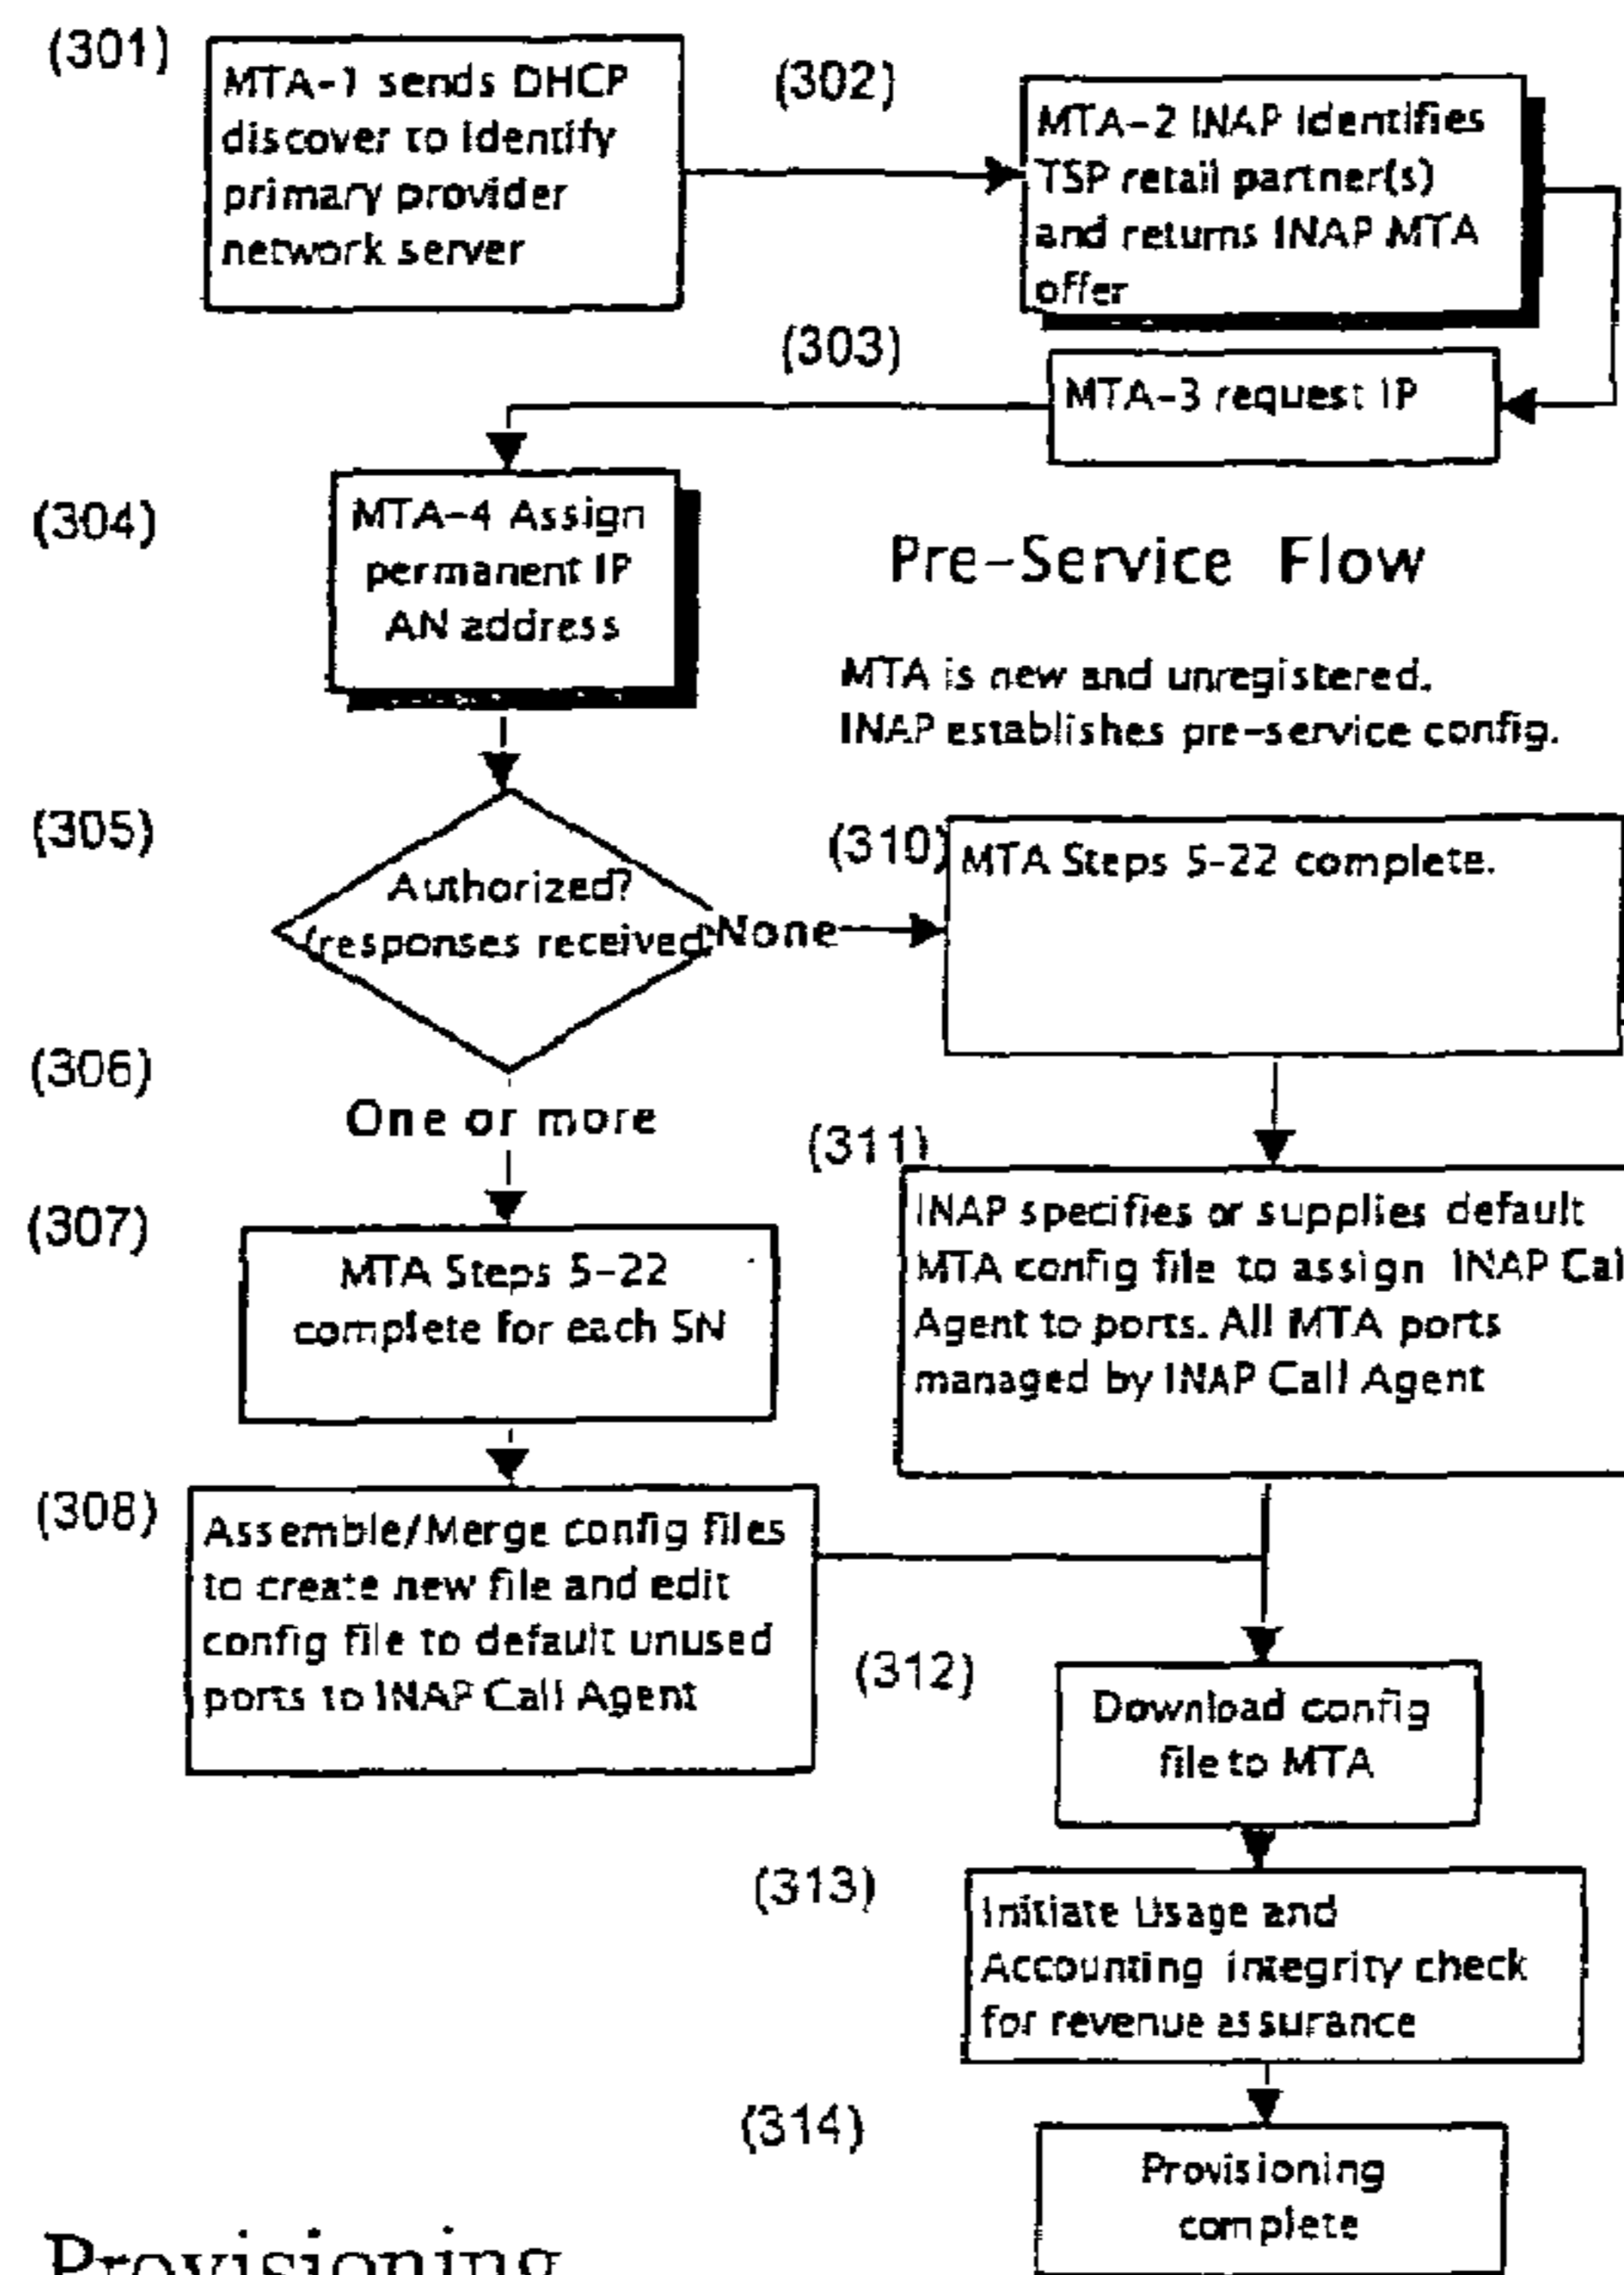 (301)
MTA-1 sends DHCP
discover to identify
primary provider
network server
(302)
MTA-2 INAP identifies
TSP retail partner(s)
and returns INAP MTA
offer
(303)
MTA-3 request IP
(304)
MTA-4 Assign
permanent IP
AN address
Pre-Service Flow
MTA is new and unregistered.
INAP establishes pre-service config.
(305)
Authorized?
(responses received)
None
(310)
MTA Steps 5-22 complete.
(306)
One or more
(311)
INAP specifies or supplies default
MTA config file to assign INAP Cal
Agent to ports. All MTA ports
managed by INAP Call Agent
(307)
MTA Steps 5-22
complete for each SN
(308)
Assemble/Merge config files
to create new file and edit
config file to default unused
ports to INAP Call Agent
(312)
Download config
file to MTA
(313)
Initiate Usage and
Accounting integrity check
for revenue assurance
(314)
Provisioning
complete
Provisioning